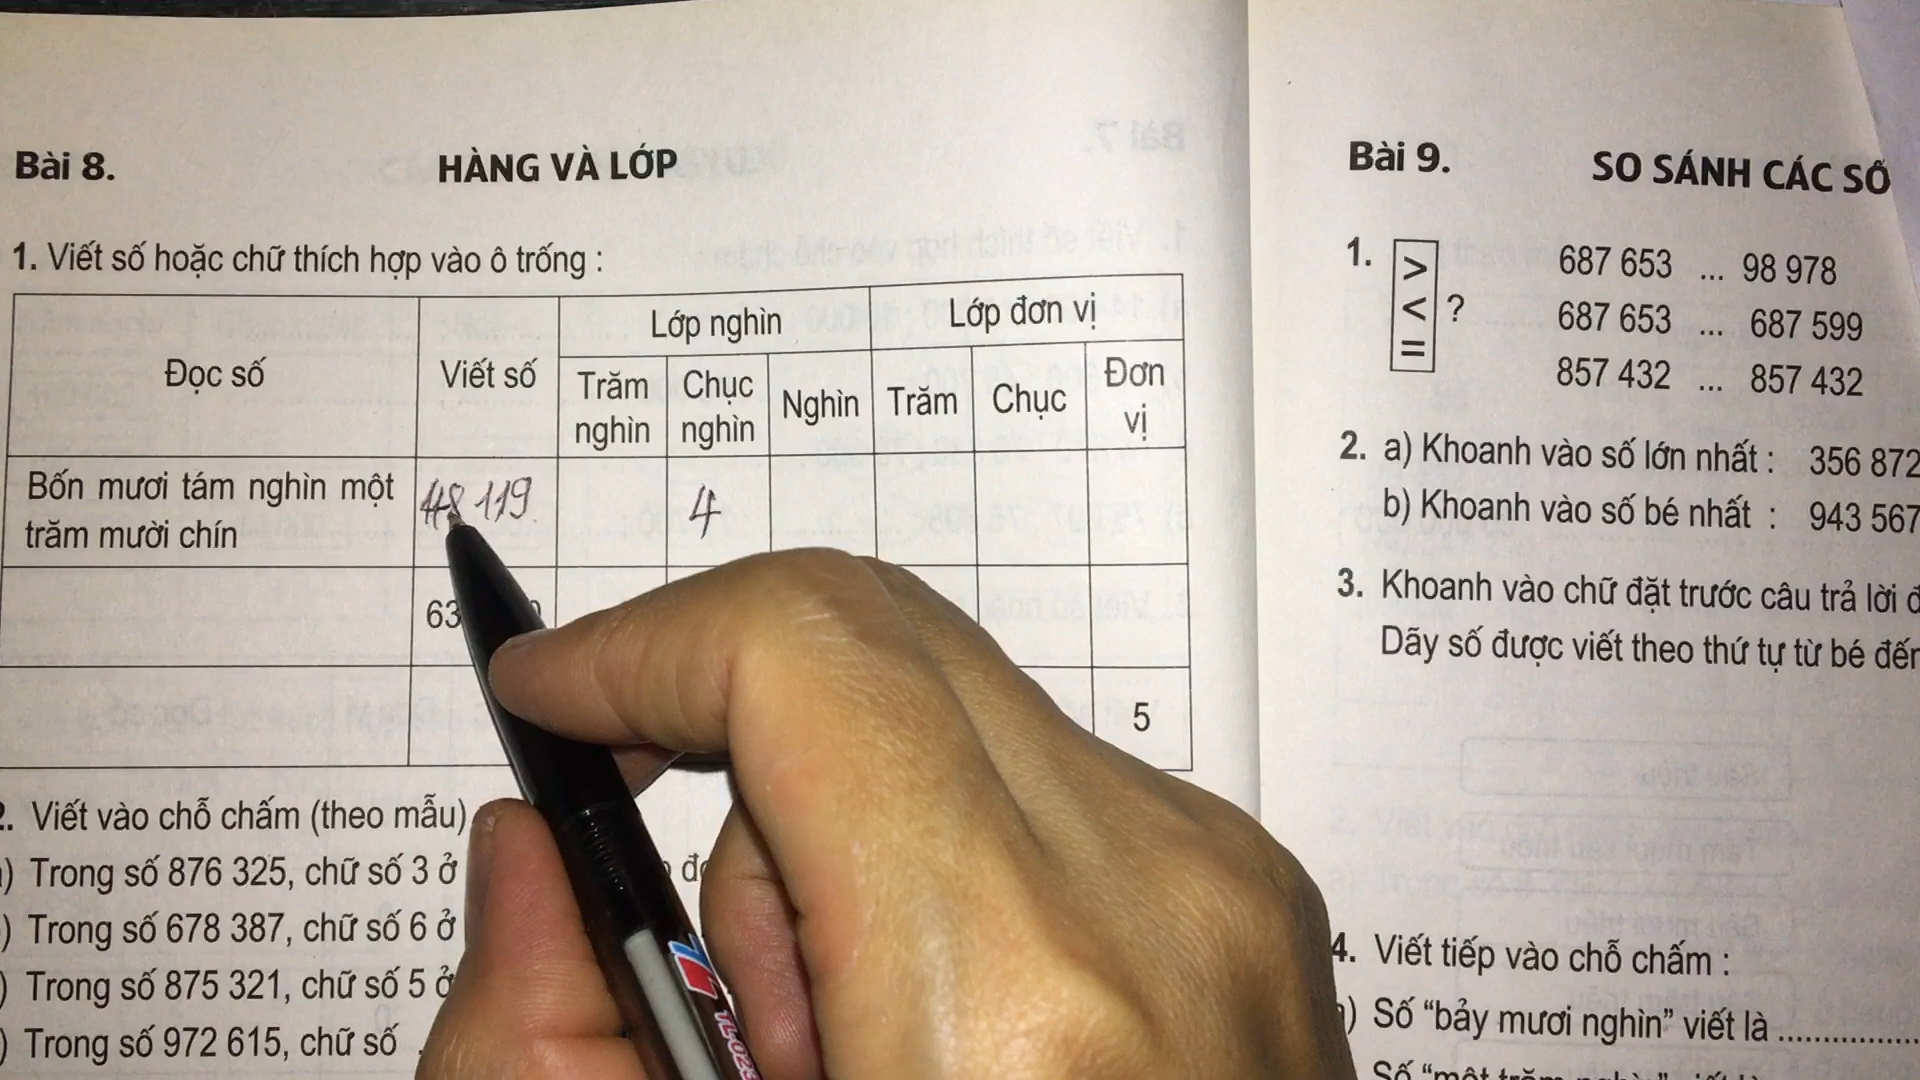 Bài 8. HÀNG VÀ LỚP
1. Viết số hoặc chữ thích hợp vào ô trống :
Đọc số
Viết số
Lớp nghìn
Lớp đơn vị
Trăm nghìn
Chục nghìn
Nghìn
Trăm
Chục
Đơn vị
Bốn mươi tám nghìn một
trăm mười chín
48 119
4
63
5
Viết vào chỗ chấm (theo mẫu)
Trong số 876 325, chữ số 3 ở
Trong số 678 387, chữ số 6 ở
Trong số 875 321, chữ số 5 ở
Trong số 972 615, chữ số
TL-023
Bài 9. SO SÁNH CÁC SỐ
1. > < = ?
687 653 ... 98 978
687 653 ... 687 599
857 432 ... 857 432
2. a) Khoanh vào số lớn nhất : 356 872
b) Khoanh vào số bé nhất : 943 567
3. Khoanh vào chữ đặt trước câu trả lời
Dãy số được viết theo thứ tự từ bé
4. Viết tiếp vào chỗ chấm :
Số “bảy mươi nghìn” viết là ..............